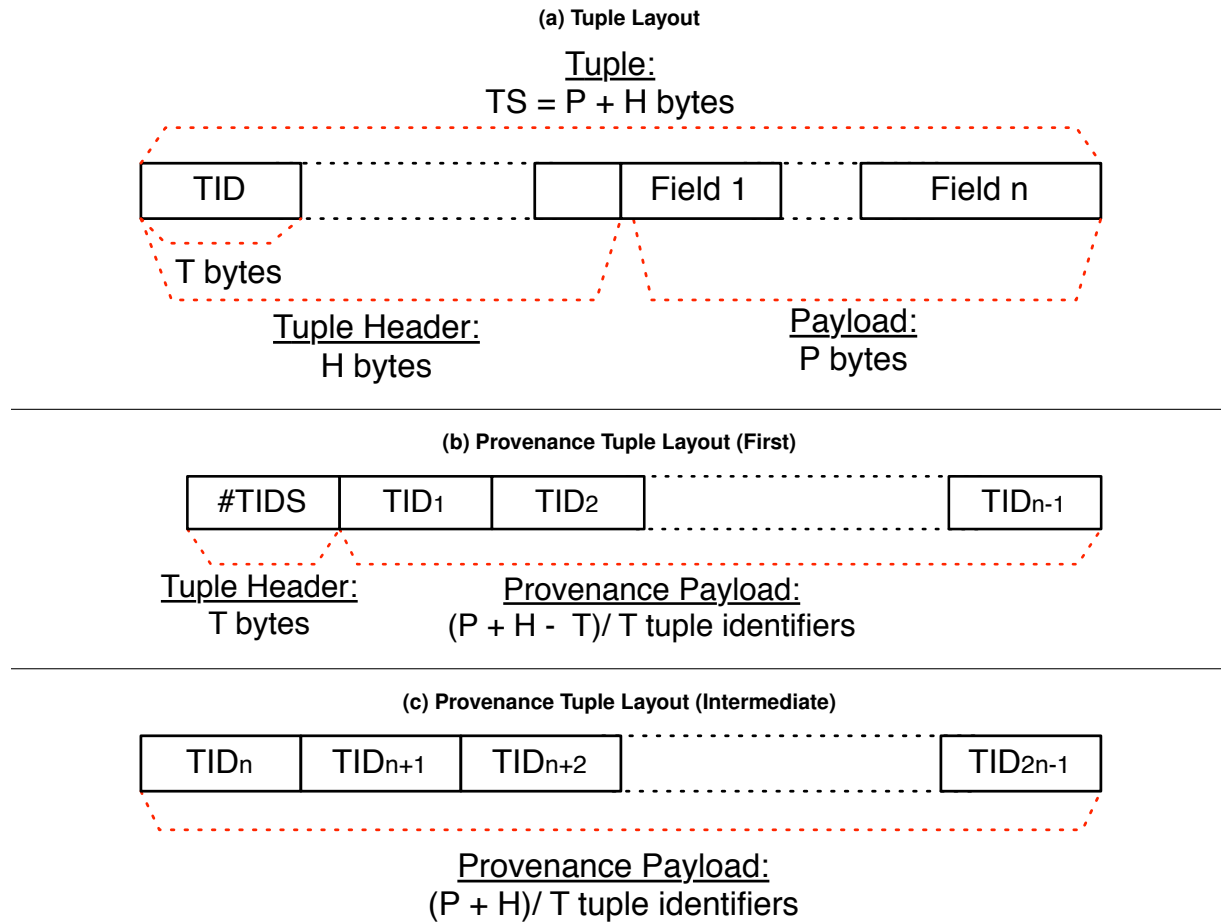 (a) Tuple Layout
Tuple:
TS = P + H bytes
TID
Field 1
Field n
T bytes
Tuple Header:
H bytes
Payload:
P bytes
(b) Provenance Tuple Layout (First)
#TIDS
TID1
TID2
TIDn-1
Tuple Header:
T bytes
Provenance Payload:
(P + H - T)/ T tuple identifiers
(c) Provenance Tuple Layout (Intermediate)
TIDn
TIDn+1
TIDn+2
TID2n-1
Provenance Payload:
(P + H)/ T tuple identifiers